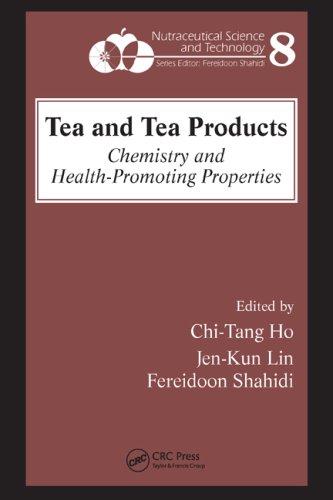 Nutraceutical Science
and Technology
Series Editor: Fereidoon Shahidi
8
Tea and Tea Products
Chemistry and
Health-Promoting Properties
Edited by
Chi-Tang Ho
Jen-Kun Lin
Fereidoon Shahidi
CRC
CRC Press
Taylor & Francis Group